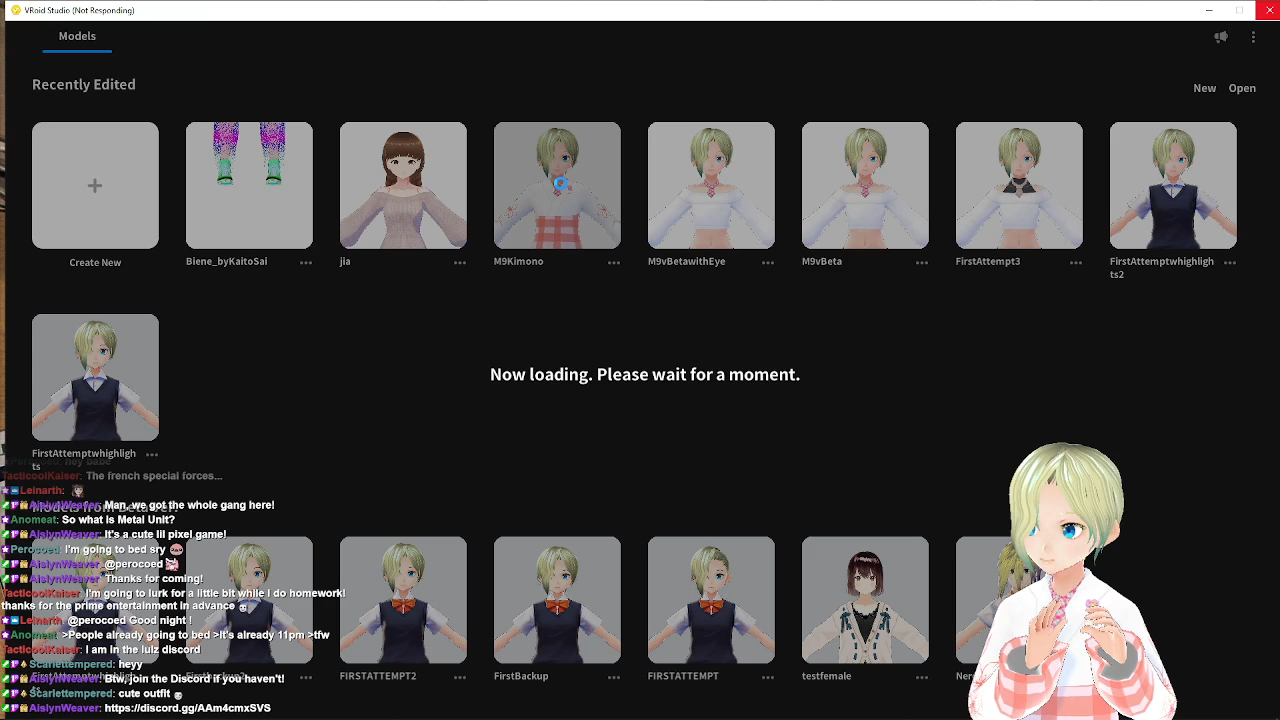 VRoid Studio (Not Responding)
Models
Recently Edited
New Open
Create New
Biene_byKaitoSai
jia
M9Kimono
M9vBetawithEye
M9vBeta
FirstAttempt3
FirstAttemptwhighligh
ts2
Now loading. Please wait for a moment.
FirstAttemptwhighligh
ts
Perocoed: hey babe
TacticoolKaiser: The french special forces...
Leinarth:
AislynWeaver: Man, we got the whole gang here!
Anomeat: So what is Metal Unit?
AislynWeaver: It's a cute lil pixel game!
Perocoed: I'm going to bed sry
AislynWeaver: @perocoed
AislynWeaver: Thanks for coming!
TacticoolKaiser: I'm going to lurk for a little bit while I do homework!
thanks for the prime entertainment in advance
Leinarth: @perocoed Good night !
Anomeat: >People already going to bed >It's already 11pm >tfw
TacticoolKaiser: I am in the lulz discord
Scarlettempered: heyy
AislynWeaver: Btw, join the Discord if you haven't!
Scarlettempered: cute outfit
AislynWeaver: https://discord.gg/AAm4cmxSVS
FIRSTATTEMPT2
FirstBackup
FIRSTATTEMPT
testfemale